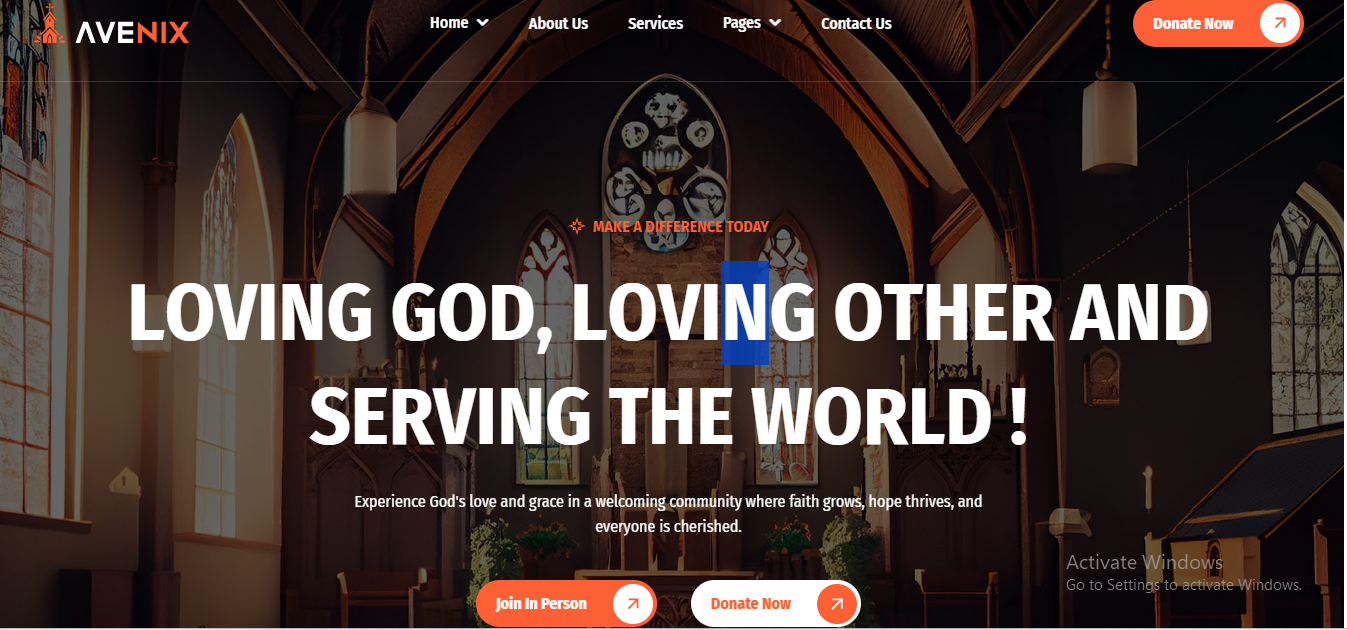 AVENIX
Home About Us Services Pages Contact Us
Donate Now
MAKE A DIFFERENCE TODAY
LOVING GOD, LOVING OTHER AND
SERVING THE WORLD !
Experience God's love and grace in a welcoming community where faith grows, hope thrives, and
everyone is cherished.
Join In Person
Donate Now
Activate Windows
Go to Settings to activate Windows.